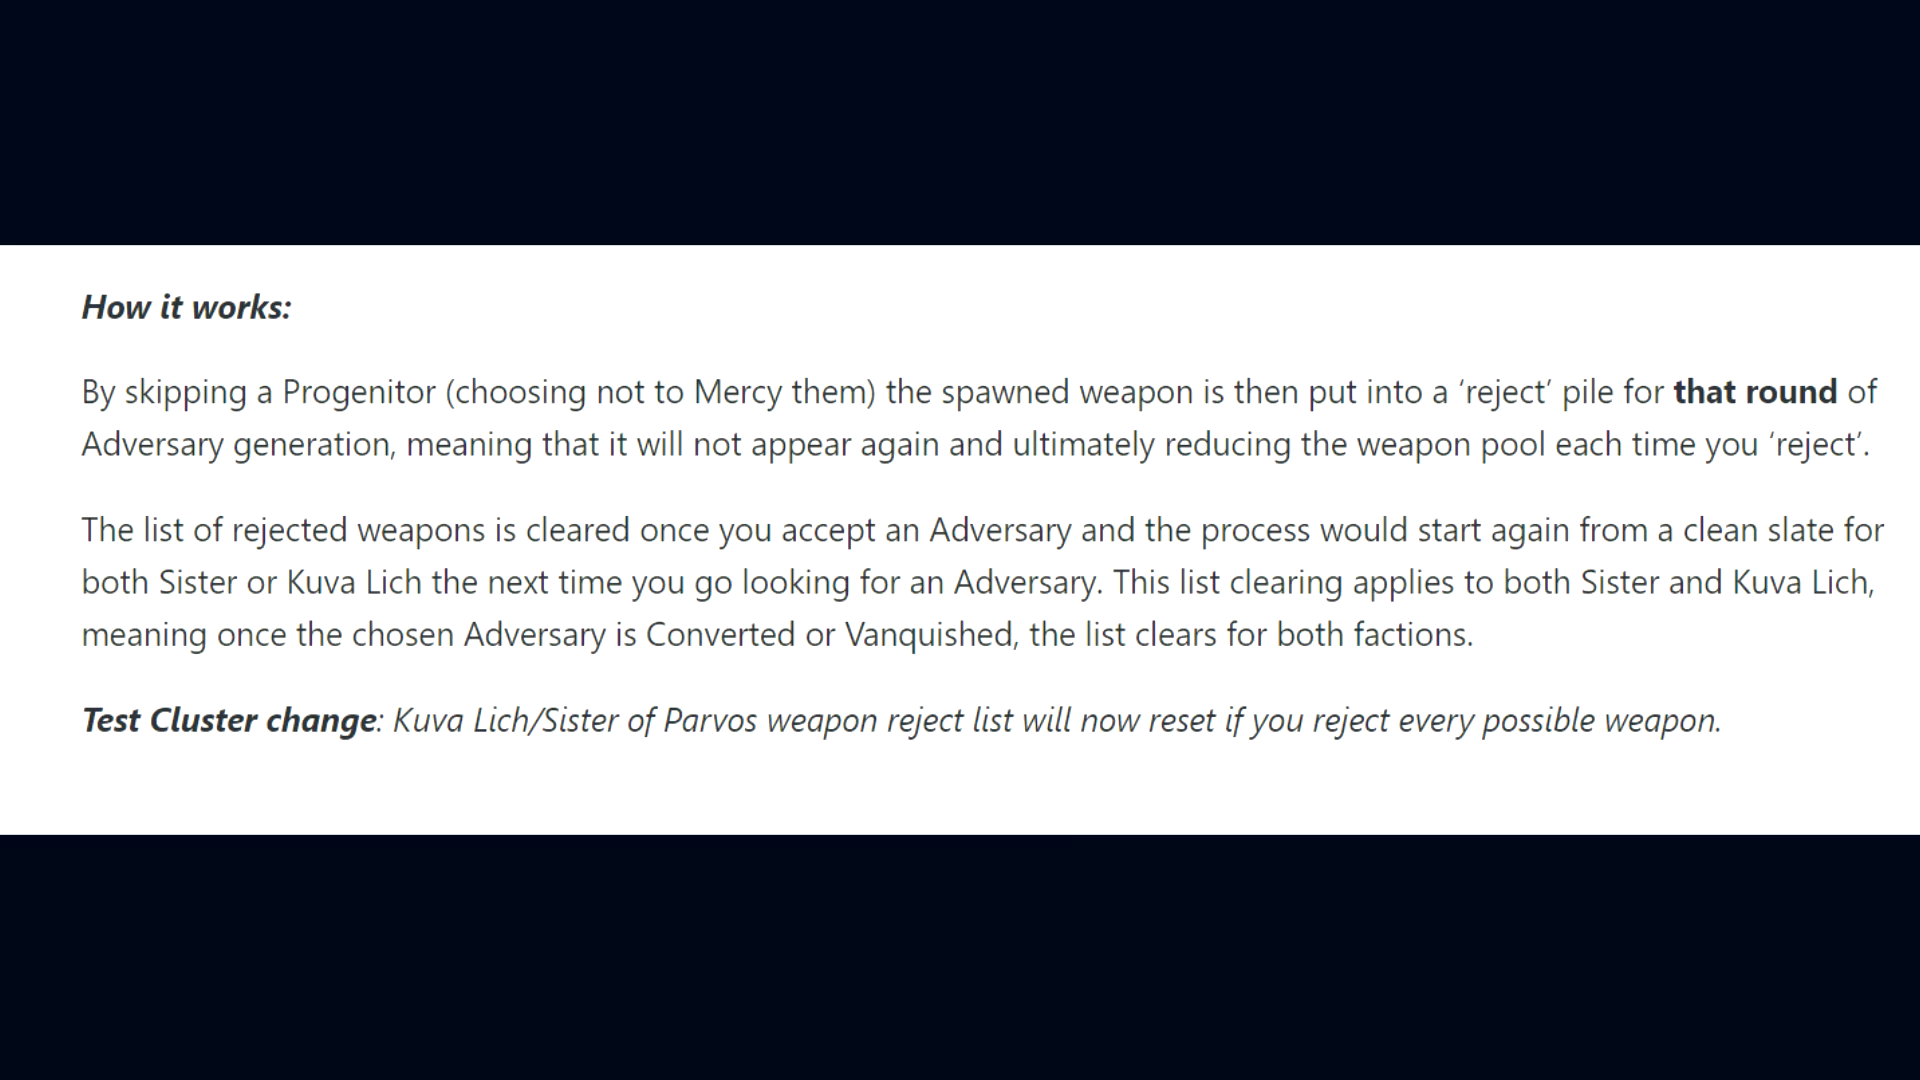 How it works:
By skipping a Progenitor (choosing not to Mercy them) the spawned weapon is then put into a ‘reject’ pile for that round of
Adversary generation, meaning that it will not appear again and ultimately reducing the weapon pool each time you ‘reject’.
The list of rejected weapons is cleared once you accept an Adversary and the process would start again from a clean slate for
both Sister or Kuva Lich the next time you go looking for an Adversary. This list clearing applies to both Sister and Kuva Lich,
meaning once the chosen Adversary is Converted or Vanquished, the list clears for both factions.
Test Cluster change: Kuva Lich/Sister of Parvos weapon reject list will now reset if you reject every possible weapon.